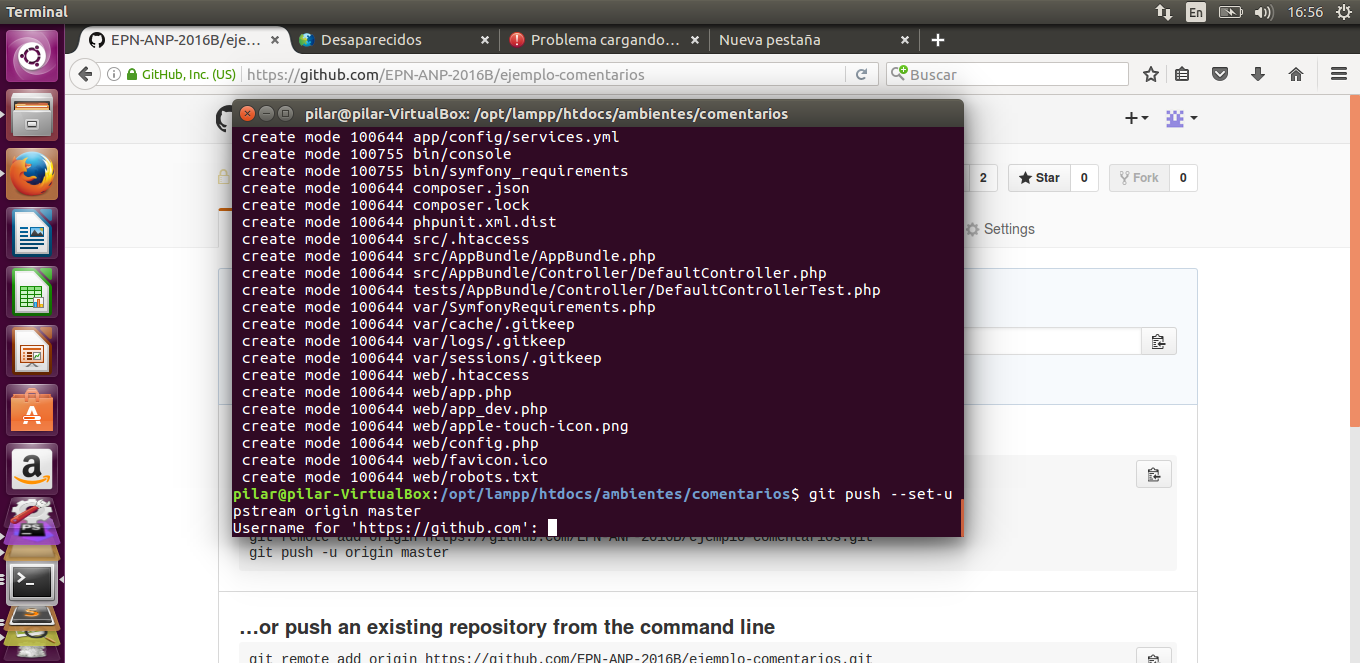 Terminal
En
16:56
EPN-ANP-2016B/eje...
Desaparecidos
Problema cargando...
Nueva pestaña
GitHub, Inc. (US)
https://github.com/EPN-ANP-2016B/ejemplo-comentarios
Buscar
pilar@pilar-VirtualBox: /opt/lampp/htdocs/ambientes/comentarios
create mode 100644 app/config/services.yml
create mode 100755 bin/console
create mode 100755 bin/symfony_requirements
create mode 100644 composer.json
create mode 100644 composer.lock
create mode 100644 phpunit.xml.dist
create mode 100644 src/.htaccess
create mode 100644 src/AppBundle/AppBundle.php
create mode 100644 src/AppBundle/Controller/DefaultController.php
create mode 100644 tests/AppBundle/Controller/DefaultControllerTest.php
create mode 100644 var/SymfonyRequirements.php
create mode 100644 var/cache/.gitkeep
create mode 100644 var/logs/.gitkeep
create mode 100644 var/sessions/.gitkeep
create mode 100644 web/.htaccess
create mode 100644 web/app.php
create mode 100644 web/app_dev.php
create mode 100644 web/apple-touch-icon.png
create mode 100644 web/config.php
create mode 100644 web/favicon.ico
create mode 100644 web/robots.txt
pilar@pilar-VirtualBox:/opt/lampp/htdocs/ambientes/comentarios$ git push --set-u
pstream origin master
Username for 'https://github.com':
2
Star
0
Fork
0
Settings
git remote add origin https://github.com/EPN-ANP-2016B/ejemplo-comentarios.git
git push -u origin master
…or push an existing repository from the command line
git remote add origin https://github.com/EPN-ANP-2016B/ejemplo-comentarios.git